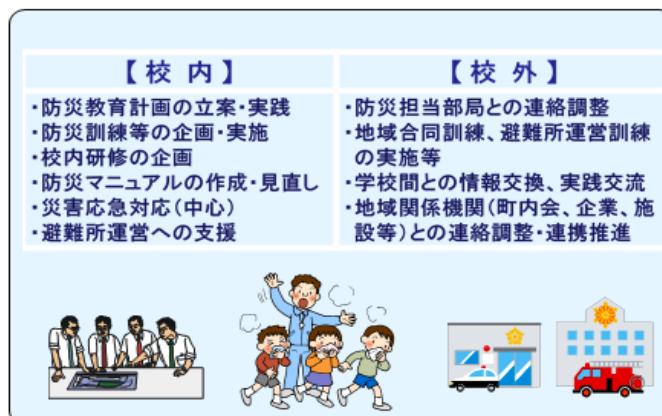 【校 内】
・防災教育計画の立案・実践
・防災訓練等の企画・実施
・校内研修の企画
・防災マニュアルの作成・見直し
・災害応急対応(中心)
・避難所運営への支援
【校 外】
・防災担当部局との連絡調整
・地域合同訓練、避難所運営訓練
の実施等
・学校間との情報交換、実践交流
・地域関係機関(町内会、企業、施
設等)との連絡調整・連携推進